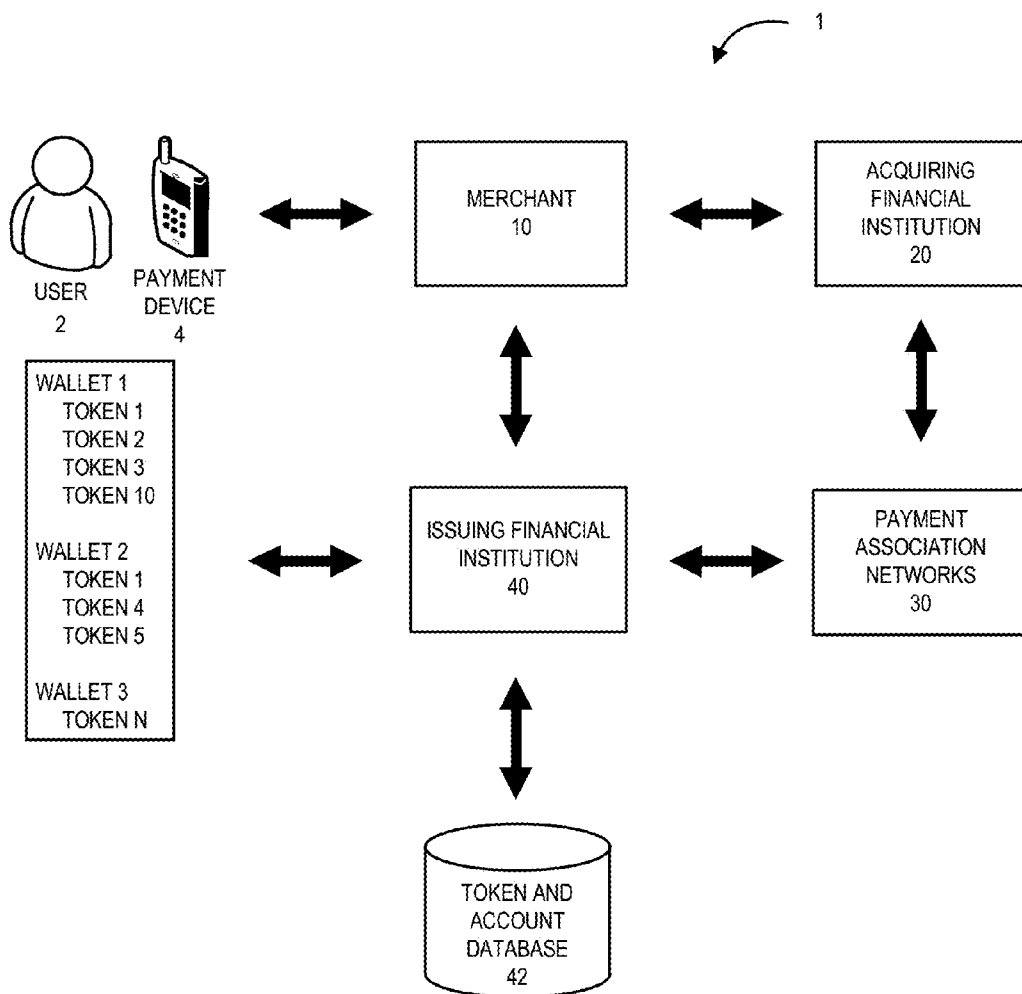 1
USER
2
PAYMENT
DEVICE
4
MERCHANT
10
ACQUIRING
FINANCIAL
INSTITUTION
20
WALLET 1
TOKEN 1
TOKEN 2
TOKEN 3
TOKEN 10
WALLET 2
TOKEN 1
TOKEN 4
TOKEN 5
WALLET 3
TOKEN N
ISSUING FINANCIAL
INSTITUTION
40
PAYMENT
ASSOCIATION
NETWORKS
30
TOKEN AND
ACCOUNT
DATABASE
42